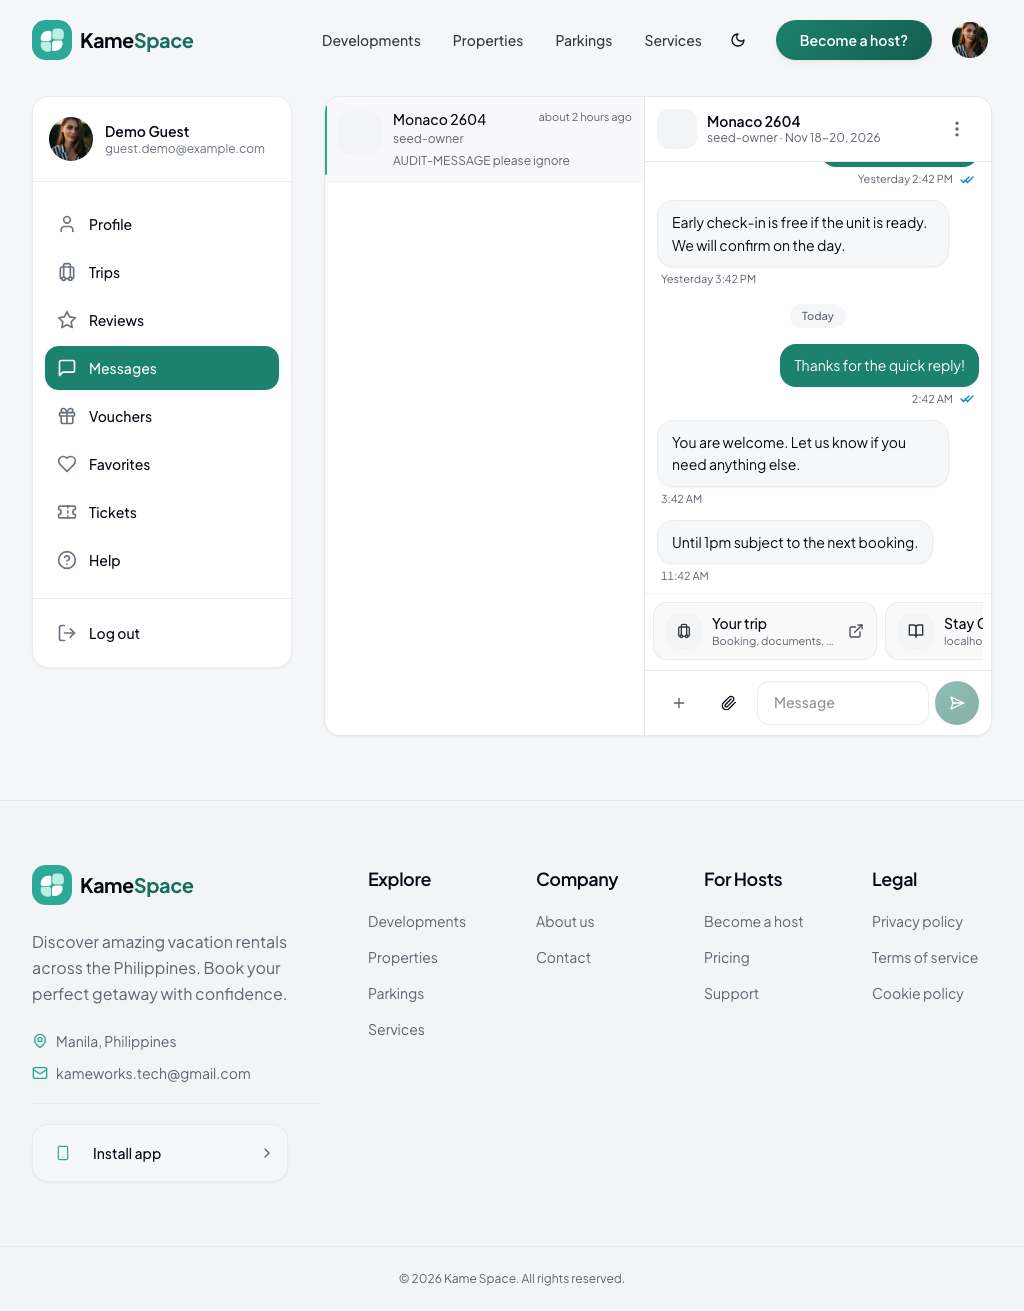 KameSpace
Developments
Properties
Parkings
Services
Become a host?
Demo Guest
guest.demo@example.com
Profile
Trips
Reviews
Messages
Vouchers
Favorites
Tickets
Help
Log out
Monaco 2604
about 2 hours ago
seed-owner
AUDIT-MESSAGE please ignore
Monaco 2604
seed-owner · Nov 18–20, 2026
Yesterday 2:42 PM
Early check-in is free if the unit is ready.
We will confirm on the day.
Yesterday 3:42 PM
Today
Thanks for the quick reply!
2:42 AM
You are welcome. Let us know if you
need anything else.
3:42 AM
Until 1pm subject to the next booking.
11:42 AM
Your trip
Booking, documents, ...
Stay
localho
Message
KameSpace
Discover amazing vacation rentals
across the Philippines. Book your
perfect getaway with confidence.
Manila, Philippines
kameworks.tech@gmail.com
Install app
Explore
Developments
Properties
Parkings
Services
Company
About us
Contact
For Hosts
Become a host
Pricing
Support
Legal
Privacy policy
Terms of service
Cookie policy
© 2026 Kame Space. All rights reserved.